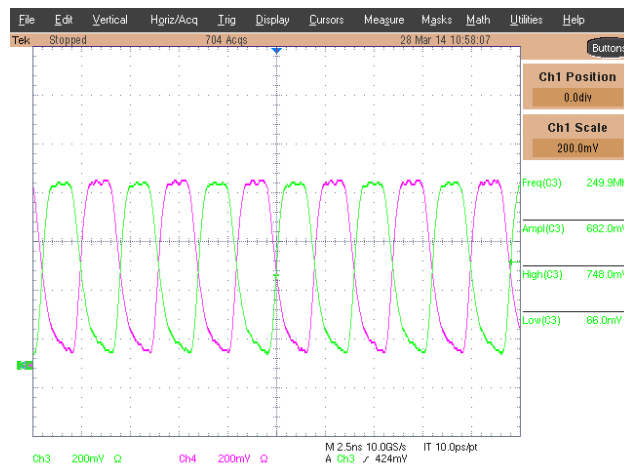 File Edit Vertical Horiz/Acq Trig Display Cursors Measure Masks Math Utilities Help
Tek Stopped 704 Acqs 28 Mar 14 10:58:07
Buttons
Ch1 Position
0.0div
Ch1 Scale
200.0mV
Freq(C3) 249.9M
Ampl(C3) 682.0mV
High(C3) 748.0mV
Low(C3) 66.0mV
M 2.5ns 10.0GS/s IT 10.0ps/pt
Ch3 200mV Ω Ch4 200mV Ω A Ch3 ⁄ 424mV